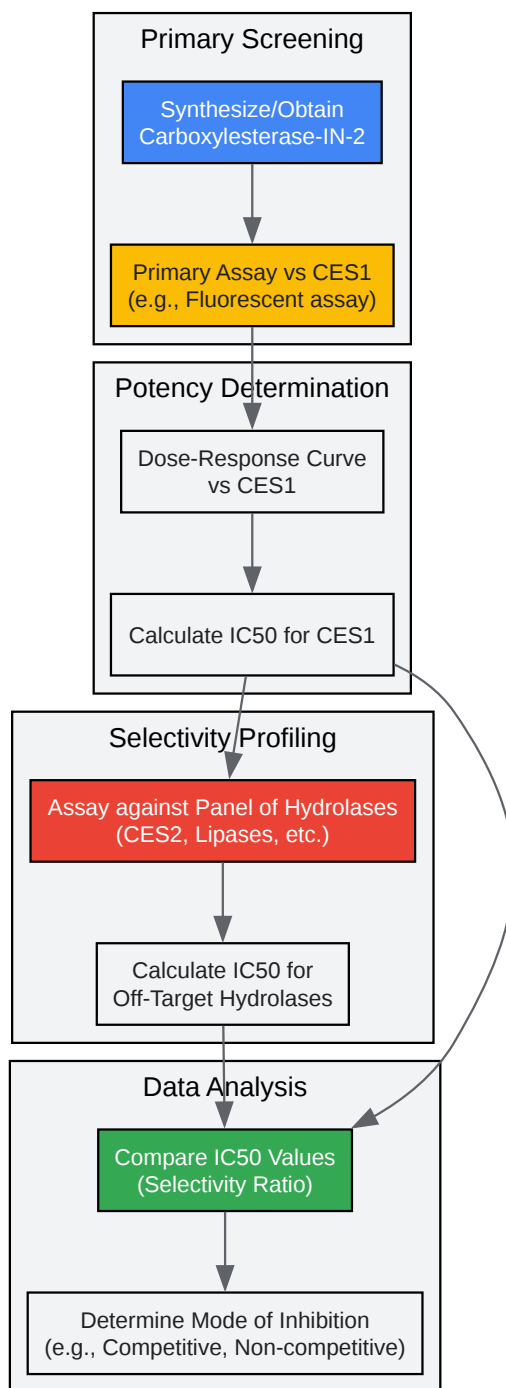 Primary Screening
Synthesize/Obtain
Carboxylesterase-IN-2
Primary Assay vs CES1
(e.g., Fluorescent assay)
Potency Determination
Dose-Response Curve
vs CES1
Calculate IC50 for CES1
Selectivity Profiling
Assay against Panel of Hydrolases
(CES2, Lipases, etc.)
Calculate IC50 for
Off-Target Hydrolases
Data Analysis
Compare IC50 Values
(Selectivity Ratio)
Determine Mode of Inhibition
(e.g., Competitive, Non-competitive)